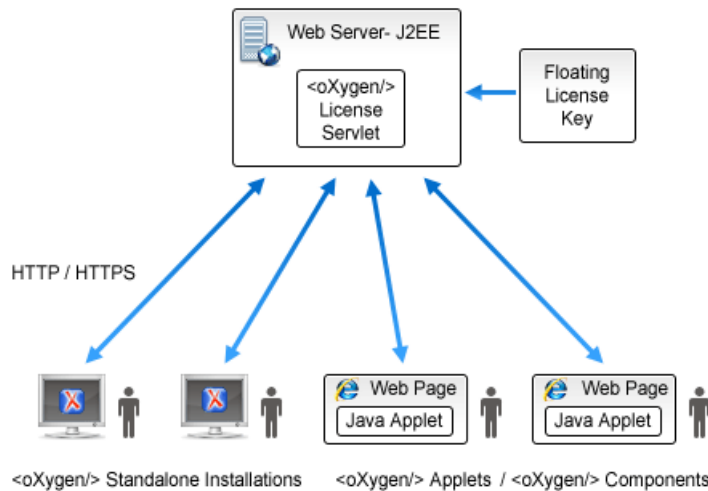 Web Server- J2EE
<oXygen/>
License
Servlet
Floating
License
Key
HTTP / HTTPS
Web Page
Java Applet
Web Page
Java Applet
<oXygen/> Standalone Installations
<oXygen/> Applets / <oXygen/> Components